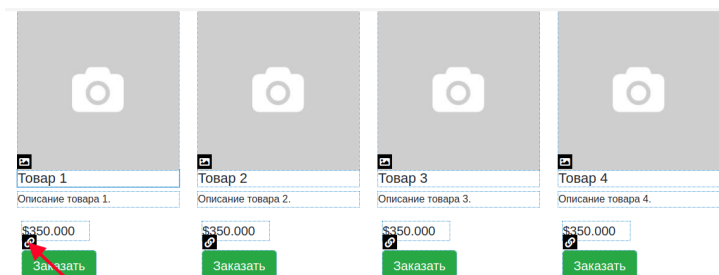 Товар 1 Товар 2 Товар 3 Товар 4
Описание товара 1. Описание товара 2. Описание товара 3. Описание товара 4.
$350.000 $350.000 $350.000 $350.000
Заказать Заказать Заказать Заказать